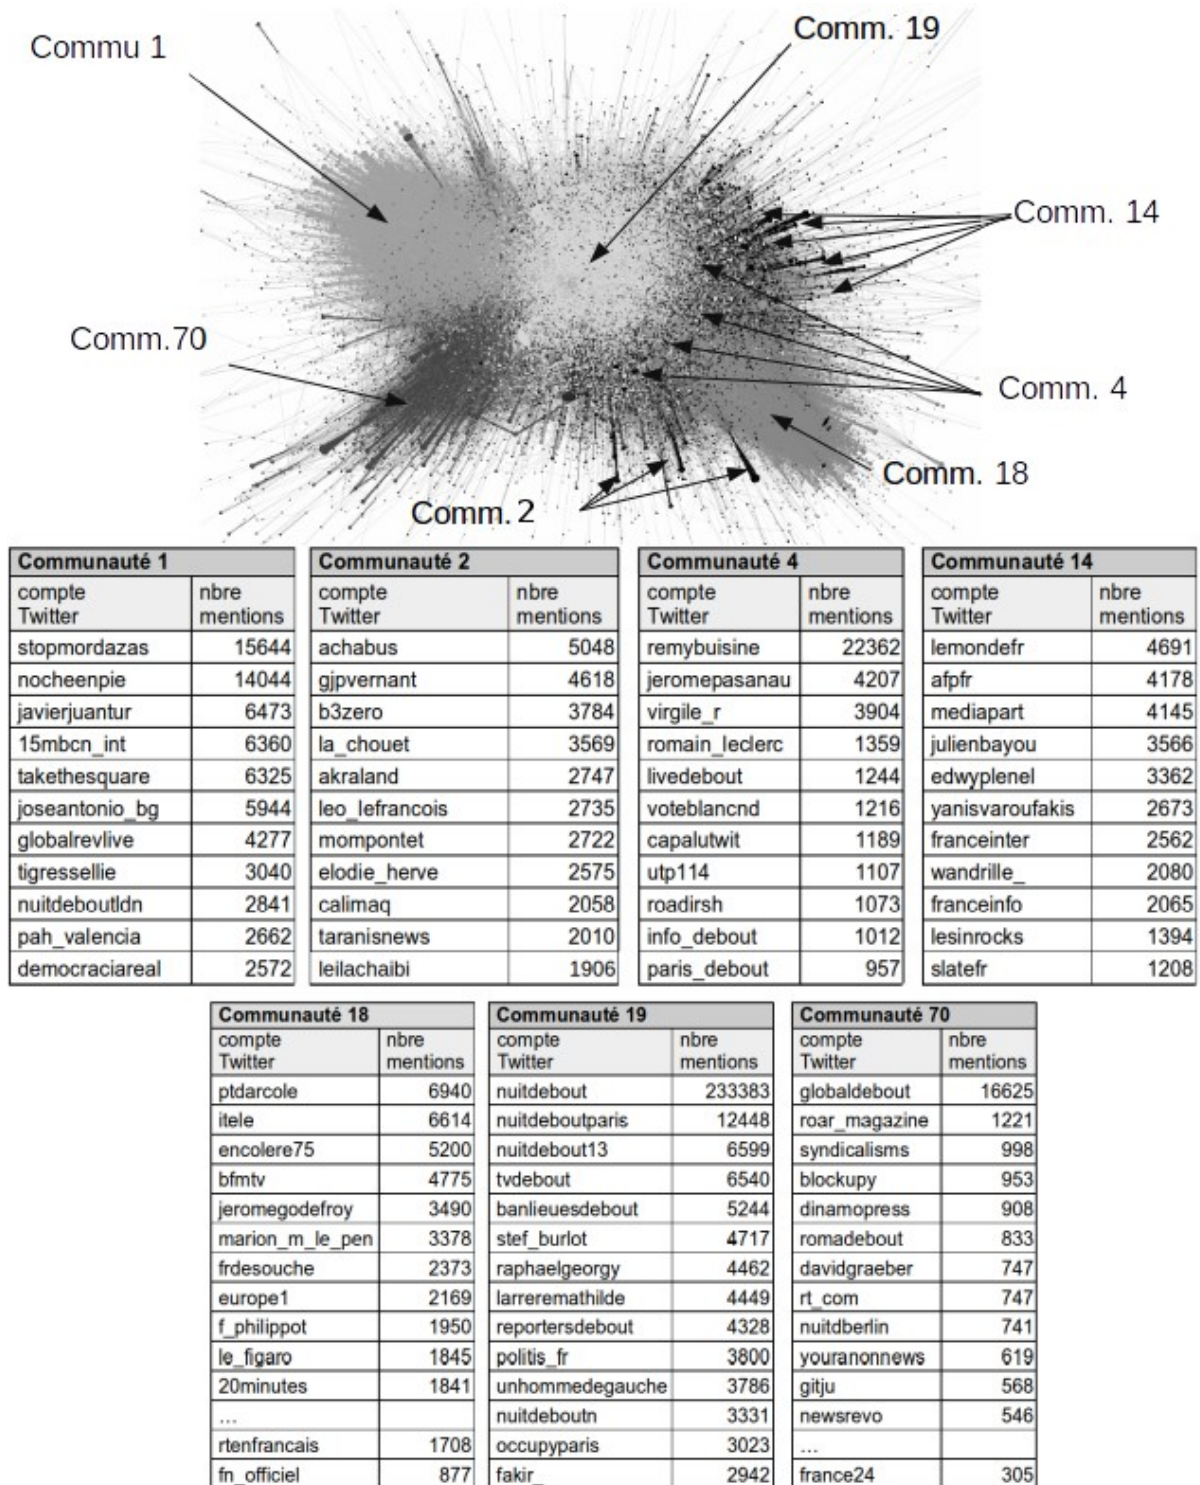 Commu 1
Comm. 19
Comm. 14
Comm.70
Comm. 4
Comm. 18
Comm. 2
Communauté 1
compte Twitter nbre mentions
stopmordazas 15644
nocheenpie 14044
javierjuantur 6473
15mbcn_int 6360
takethesquare 6325
joseantonio_bg 5944
globalrevlive 4277
tigressellie 3040
nuitdeboutldn 2841
pah_valencia 2662
democraciareal 2572
Communauté 2
compte Twitter nbre mentions
achabus 5048
gjpvernant 4618
b3zero 3784
la_chouet 3569
akraland 2747
leo_lefrancois 2735
mompontet 2722
elodie_herve 2575
calimaq 2058
taranisnews 2010
leilachaibi 1906
Communauté 4
compte Twitter nbre mentions
remybuisine 22362
jeromepasanau 4207
virgile_r 3904
romain_leclerc 1359
livedebout 1244
voteblancnd 1216
capalutwit 1189
utp114 1107
roadirsh 1073
info_debout 1012
paris_debout 957
Communauté 14
compte Twitter nbre mentions
lemondefr 4691
afpfr 4178
mediapart 4145
julienbayou 3566
edwyplenel 3362
yanisvaroufakis 2673
franceinter 2562
wandrille_ 2080
franceinfo 2065
lesinrocks 1394
slatefr 1208
Communauté 18
compte Twitter nbre mentions
ptdarcole 6940
itele 6614
encolere75 5200
bfmtv 4775
jeromegodefroy 3490
marion_m_le_pen 3378
frdesouche 2373
europe1 2169
f_philippot 1950
le_figaro 1845
20minutes 1841
...
rtenfrancais 1708
fn_officiel 877
Communauté 19
compte Twitter nbre mentions
nuitdebout 233383
nuitdeboutparis 12448
nuitdebout13 6599
tvdebout 6540
banlieuesdebout 5244
stef_burlot 4717
raphaelgeorgy 4462
larreremathilde 4449
reportersdebout 4328
politis_fr 3800
unhommedegauche 3786
nuitdeboutn 3331
occupyparis 3023
fakir_ 2942
Communauté 70
compte Twitter nbre mentions
globaldebout 16625
roar_magazine 1221
syndicalisms 998
blockupy 953
dinamopress 908
romadebout 833
davidgraeber 747
rt_com 747
nuitdberlin 741
youranonnews 619
gitju 568
newsrevo 546
...
france24 305